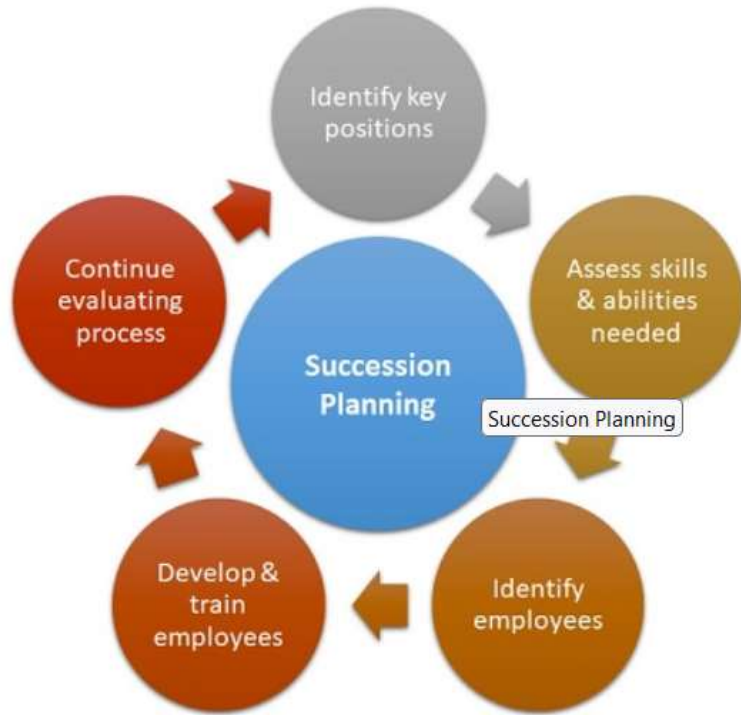 Identify key
positions
Assess skills
& abilities
needed
Identify
employees
Develop &
train
employees
Continue
evaluating
process
Succession
Planning
Succession Planning